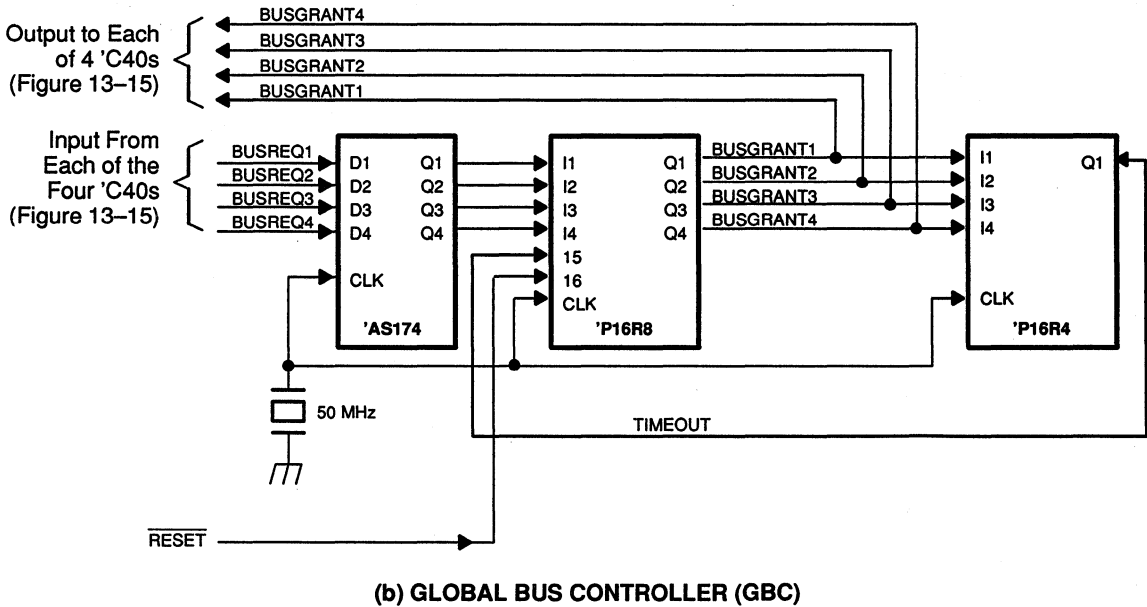 BUSGRANT4
BUSGRANT3
BUSGRANT2
BUSGRANT1
Output to Each
of 4 'C40s
(Figure 13–15)
Input From
Each of the
Four 'C40s
(Figure 13–15)
BUSREQ1
BUSREQ2
BUSREQ3
BUSREQ4
D1
D2
D3
D4
CLK
Q1
Q2
Q3
Q4
'AS174
I1
I2
I3
I4
15
16
CLK
Q1
Q2
Q3
Q4
'P16R8
BUSGRANT1
BUSGRANT2
BUSGRANT3
BUSGRANT4
I1
I2
I3
I4
CLK
Q1
'P16R4
50 MHz
TIMEOUT
RESET
(b) GLOBAL BUS CONTROLLER (GBC)